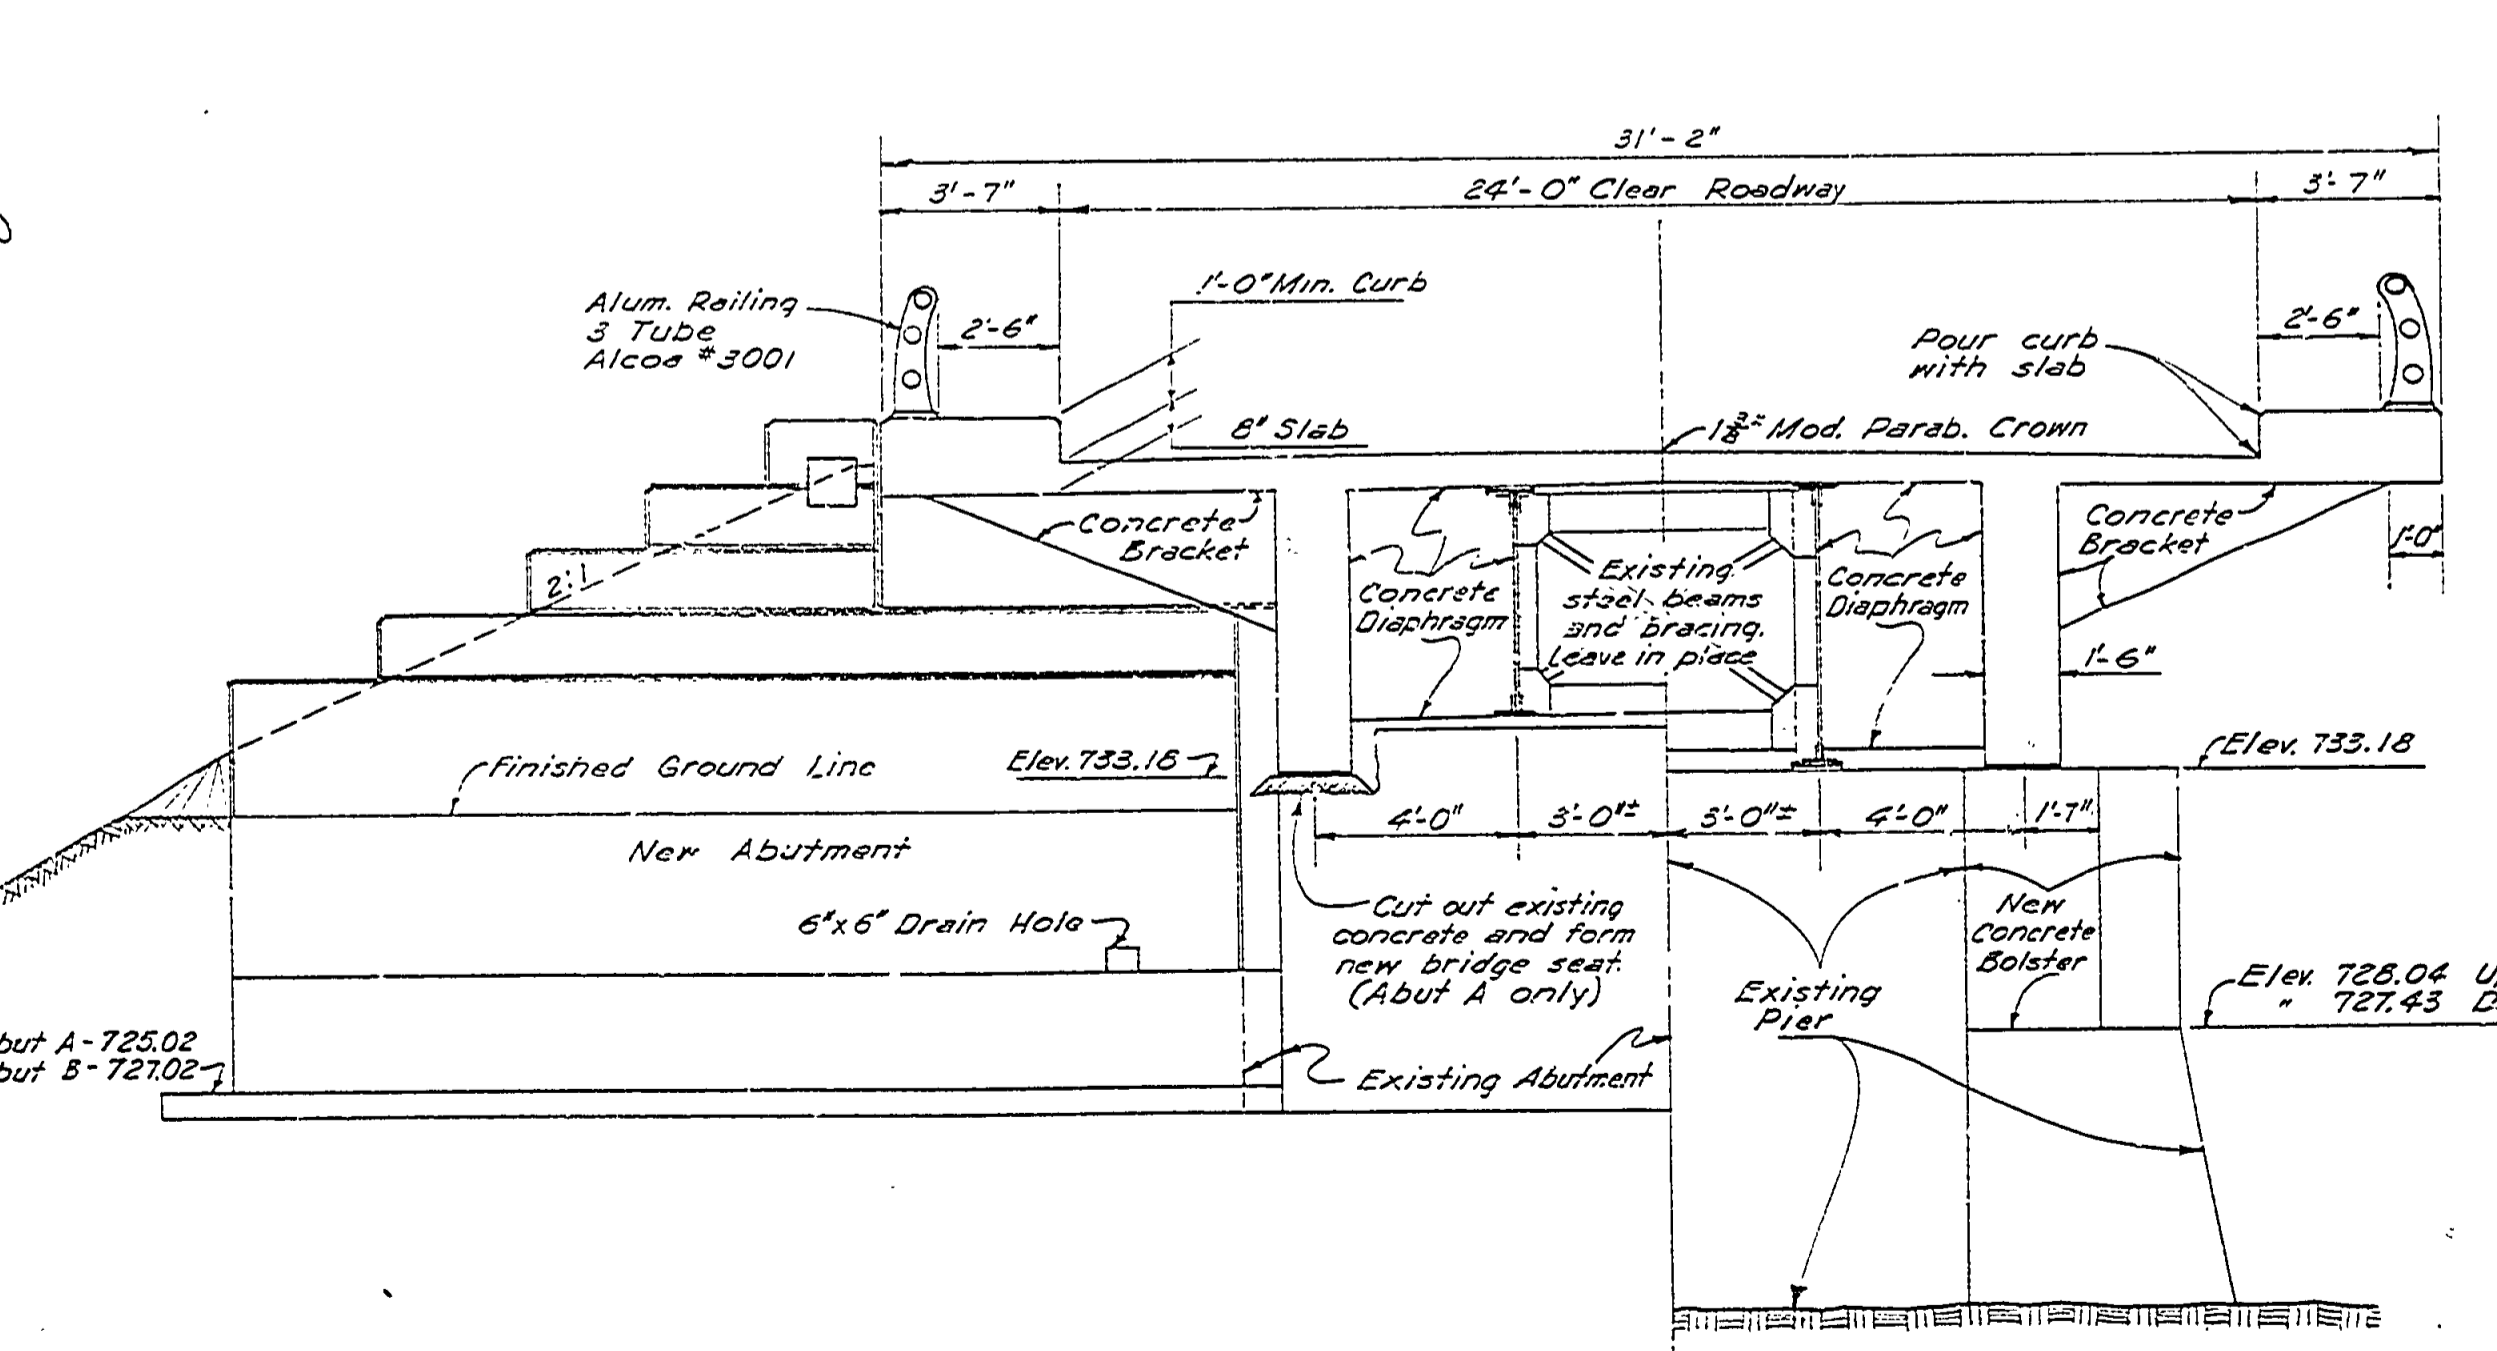 31'-2"
3'-7"
24'-0" Clear Roadway
3'-7"
Alum. Railing
3 Tube
Alcoa #3001
2'-6"
1'-0" Min. Curb
8" Slab
2'-6"
Pour curb
with slab
1 3/8" Mod. Parab. Crown
2:1
Concrete
Bracket
Concrete
Diaphragm
Existing
steel beams
and bracing.
Leave in place
Concrete
Diaphragm
Concrete
Bracket
1'-0"
1'-6"
Finished Ground Line
Elev. 733.18
Elev. 733.18
New Abutment
4'-0"
3'-0"±
3'-0"±
4'-0"
1'-7"
6"x6" Drain Hole
Cut out existing
concrete and form
new bridge seat.
(Abut A only)
New
Concrete
Bolster
Existing
Pier
Elev. 728.04
" 727.43
but A-725.02
but B-727.02
Existing Abutment